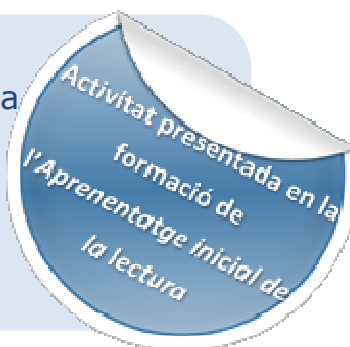 a
Activitat presentada en la
formació de
l'Aprenentatge inicial de
la lectura